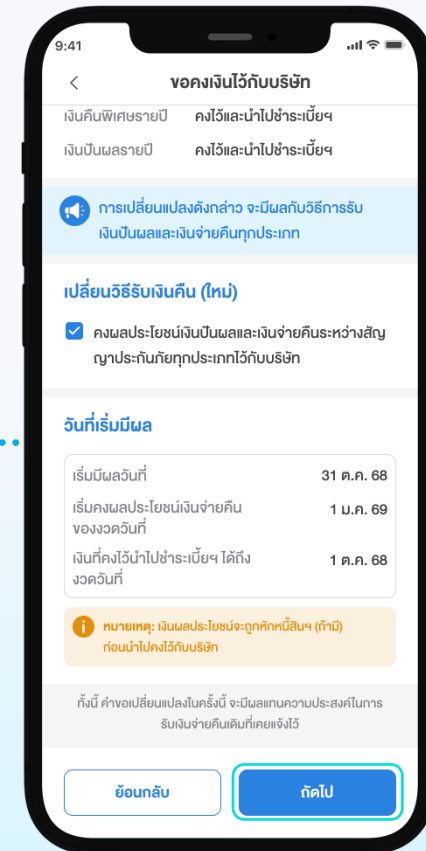 9:41
ขอคงเงินไว้กับบริษัท
เงินคืนพิเศษรายปี คงไว้และนำไปชำระเบี้ยฯ
เงินปันผลรายปี คงไว้และนำไปชำระเบี้ยฯ
การเปลี่ยนแปลงดังกล่าว จะมีผลกับวิธีการรับ
เงินปันผลและเงินจ่ายคืนทุกประเภท
เปลี่ยนวิธีรับเงินคืน (ใหม่)
คงผลประโยชน์เงินปันผลและเงินจ่ายคืนระหว่างสัญ
ญาประกันภัยทุกประเภทไว้กับบริษัท
วันที่เริ่มมีผล
เริ่มมีผลวันที่ 31 ต.ค. 68
เริ่มคงผลประโยชน์เงินจ่ายคืน 1 ม.ค. 69
ของงวดวันที่
เงินที่คงไว้นำไปชำระเบี้ยฯ ได้ถึง 1 ต.ค. 68
งวดวันที่
หมายเหตุ: เงินผลประโยชน์จะถูกหักหนี้สินฯ (ถ้ามี)
ก่อนนำไปคงไว้กับบริษัท
ทั้งนี้ คำขอเปลี่ยนแปลงในครั้งนี้ จะมีผลแทนความประสงค์ในการ
รับเงินจ่ายคืนเดิมที่เคยแจ้งไว้
ย้อนกลับ ถัดไป